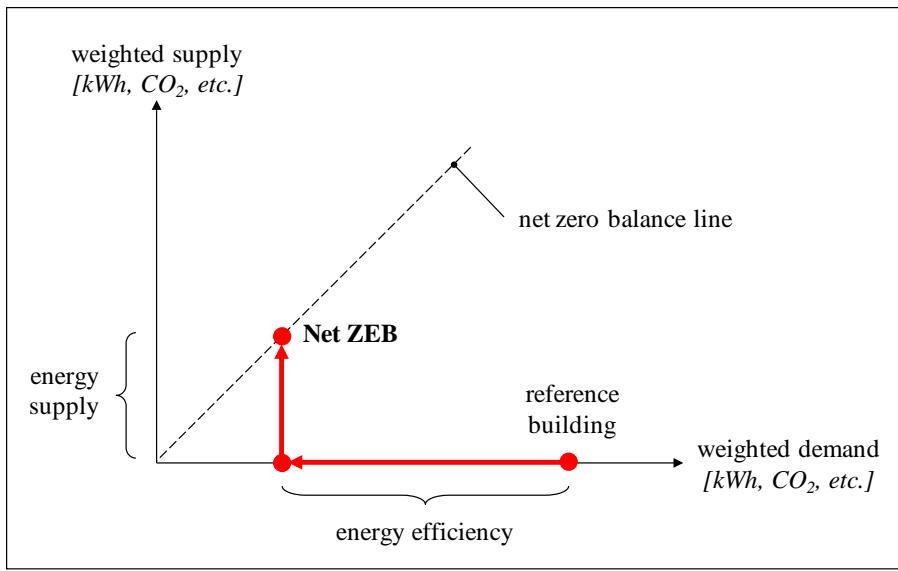 weighted supply
[kWh, CO2, etc.]
net zero balance line
Net ZEB
energy
supply
reference
building
weighted demand
[kWh, CO2, etc.]
energy efficiency